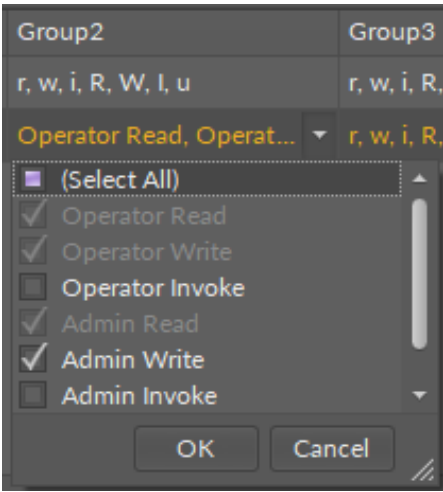 Group2 Group3
r, w, i, R, W, I, u r, w, i, R,
Operator Read, Operat... r, w, i, R,
(Select All)
Operator Read
Operator Write
Operator Invoke
Admin Read
Admin Write
Admin Invoke
OK Cancel